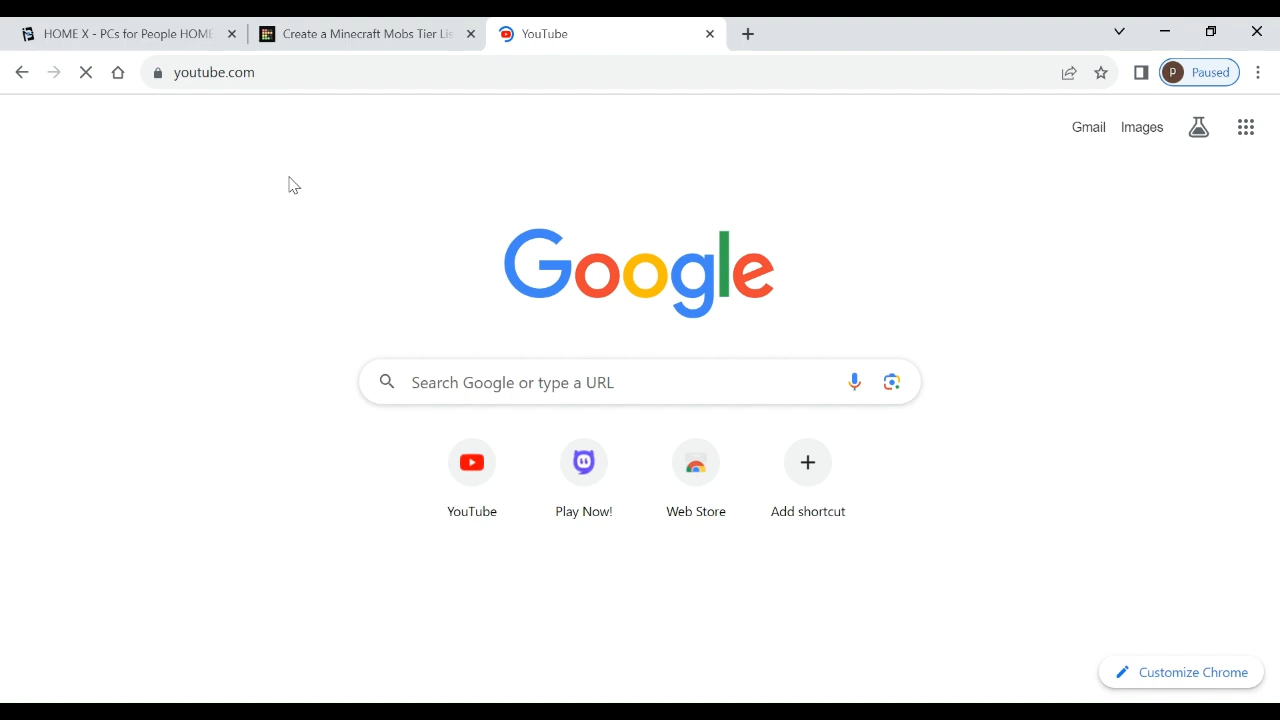 HOME X - PCs for People HOME
Create a Minecraft Mobs Tier Lis
YouTube
youtube.com
P Paused
Gmail Images
Google
Search Google or type a URL
YouTube Play Now! Web Store Add shortcut
Customize Chrome